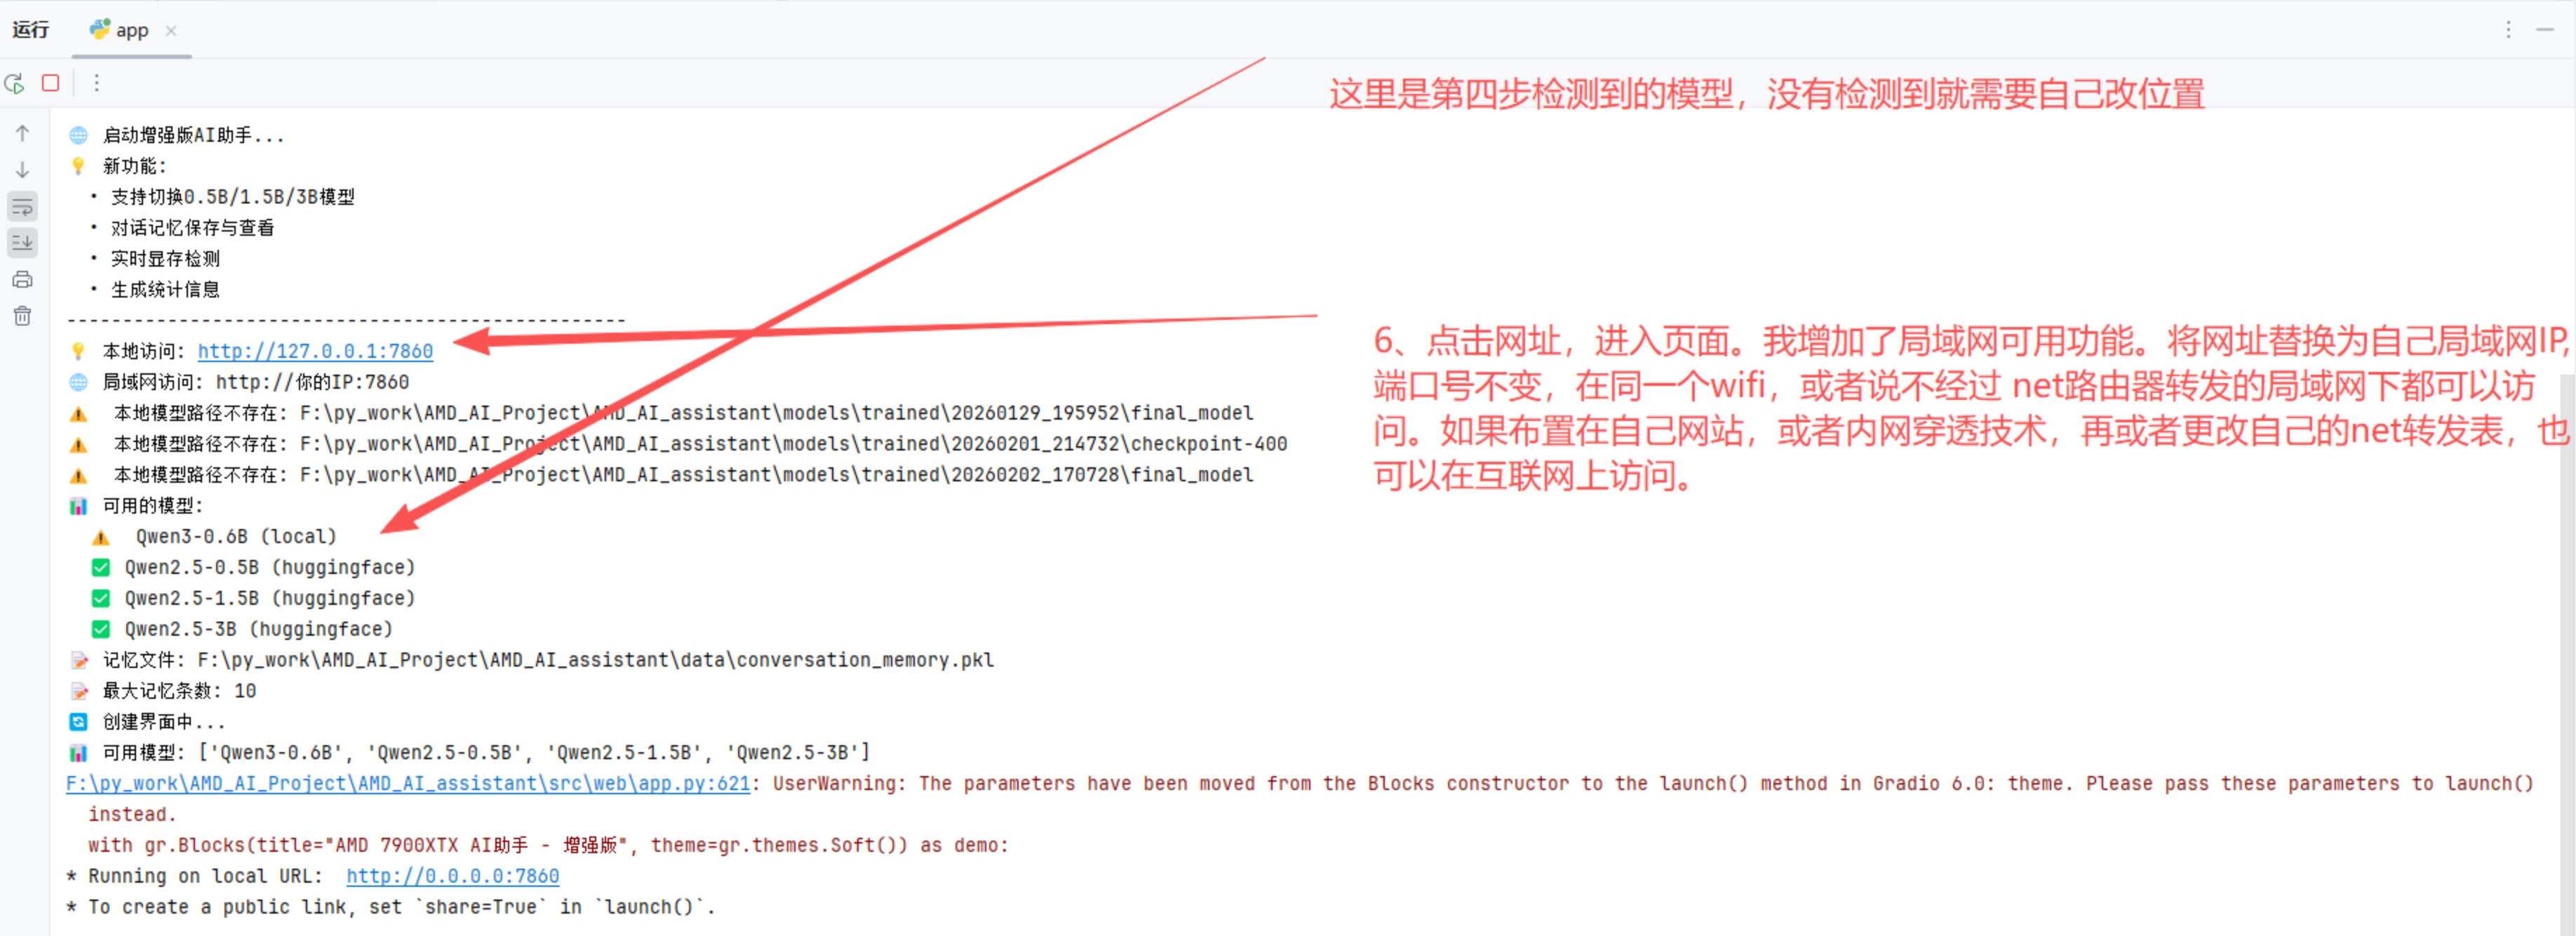 运行 app
这里是第四步检测到的模型，没有检测到就需要自己改位置
🌐 启动增强版AI助手...
💡 新功能:
• 支持切换0.5B/1.5B/3B模型
• 对话记忆保存与查看
• 实时显存检测
• 生成统计信息
---------------------------------------------------
💡 本地访问: http://127.0.0.1:7860
🌐 局域网访问: http://你的IP:7860
⚠️ 本地模型路径不存在: F:\py_work\AMD_AI_Project\AMD_AI_assistant\models\trained\20260129_195952\final_model
⚠️ 本地模型路径不存在: F:\py_work\AMD_AI_Project\AMD_AI_assistant\models\trained\20260201_214732\checkpoint-400
⚠️ 本地模型路径不存在: F:\py_work\AMD_AI_Project\AMD_AI_assistant\models\trained\20260202_170728\final_model
6、点击网址，进入页面。我增加了局域网可用功能。将网址替换为自己局域网IP,
端口号不变，在同一个wifi，或者说不经过 net路由器转发的局域网下都可以访
问。如果布置在自己网站，或者内网穿透技术，再或者更改自己的net转发表，也
可以在互联网上访问。
📊 可用的模型:
⚠️ Qwen3-0.6B (local)
✅ Qwen2.5-0.5B (huggingface)
✅ Qwen2.5-1.5B (huggingface)
✅ Qwen2.5-3B (huggingface)
📝 记忆文件: F:\py_work\AMD_AI_Project\AMD_AI_assistant\data\conversation_memory.pkl
📝 最大记忆条数: 10
🔄 创建界面中...
📊 可用模型: ['Qwen3-0.6B', 'Qwen2.5-0.5B', 'Qwen2.5-1.5B', 'Qwen2.5-3B']
F:\py_work\AMD_AI_Project\AMD_AI_assistant\src\web\app.py:621: UserWarning: The parameters have been moved from the Blocks constructor to the launch() method in Gradio 6.0: theme. Please pass these parameters to launch()
instead.
with gr.Blocks(title="AMD 7900XTX AI助手 - 增强版", theme=gr.themes.Soft()) as demo:
* Running on local URL:  http://0.0.0.0:7860
* To create a public link, set `share=True` in `launch()`.